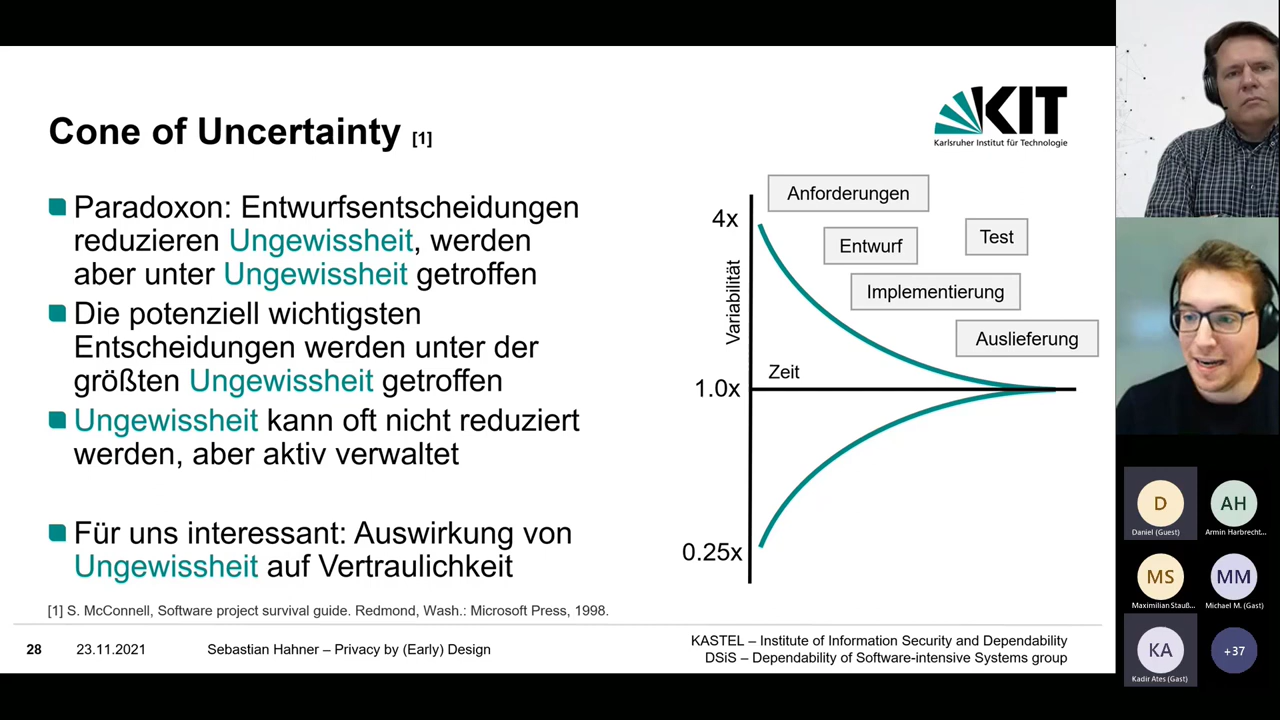 Cone of Uncertainty [1]
KIT
Karlsruher Institut für Technologie
Paradoxon: Entwurfsentscheidungen
reduzieren Ungewissheit, werden
aber unter Ungewissheit getroffen
Die potenziell wichtigsten
Entscheidungen werden unter der
größten Ungewissheit getroffen
Ungewissheit kann oft nicht reduziert
werden, aber aktiv verwaltet
Für uns interessant: Auswirkung von
Ungewissheit auf Vertraulichkeit
Anforderungen
4x
Entwurf
Test
Variabilität
Implementierung
Auslieferung
Zeit
1.0x
0.25x
[1] S. McConnell, Software project survival guide. Redmond, Wash.: Microsoft Press, 1998.
28
23.11.2021
Sebastian Hahner – Privacy by (Early) Design
KASTEL – Institute of Information Security and Dependability
DSiS – Dependability of Software-intensive Systems group
D
Daniel (Guest)
AH
Armin Harbrecht...
MS
Maximilian Stauß...
MM
Michael M. (Gast)
KA
Kadir Ates (Gast)
+37